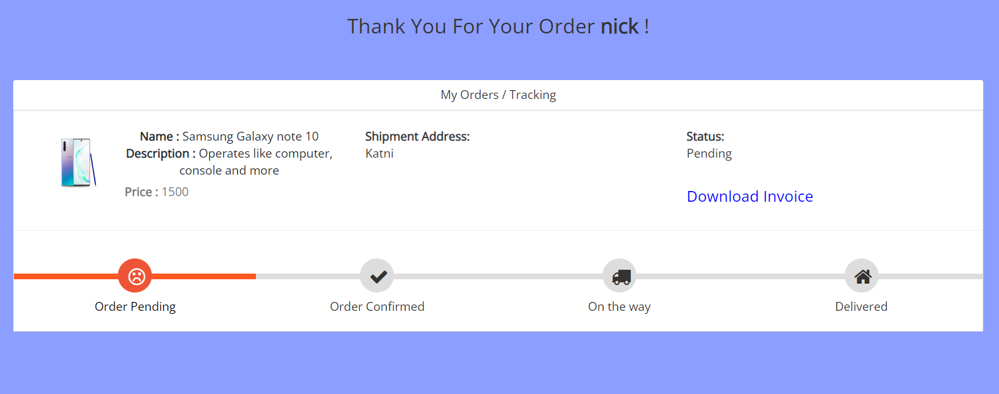 Thank You For Your Order nick !
My Orders / Tracking
Name : Samsung Galaxy note 10
Description : Operates like computer,
console and more
Price : 1500
Shipment Address:
Katni
Status:
Pending
Download Invoice
Order Pending
Order Confirmed
On the way
Delivered